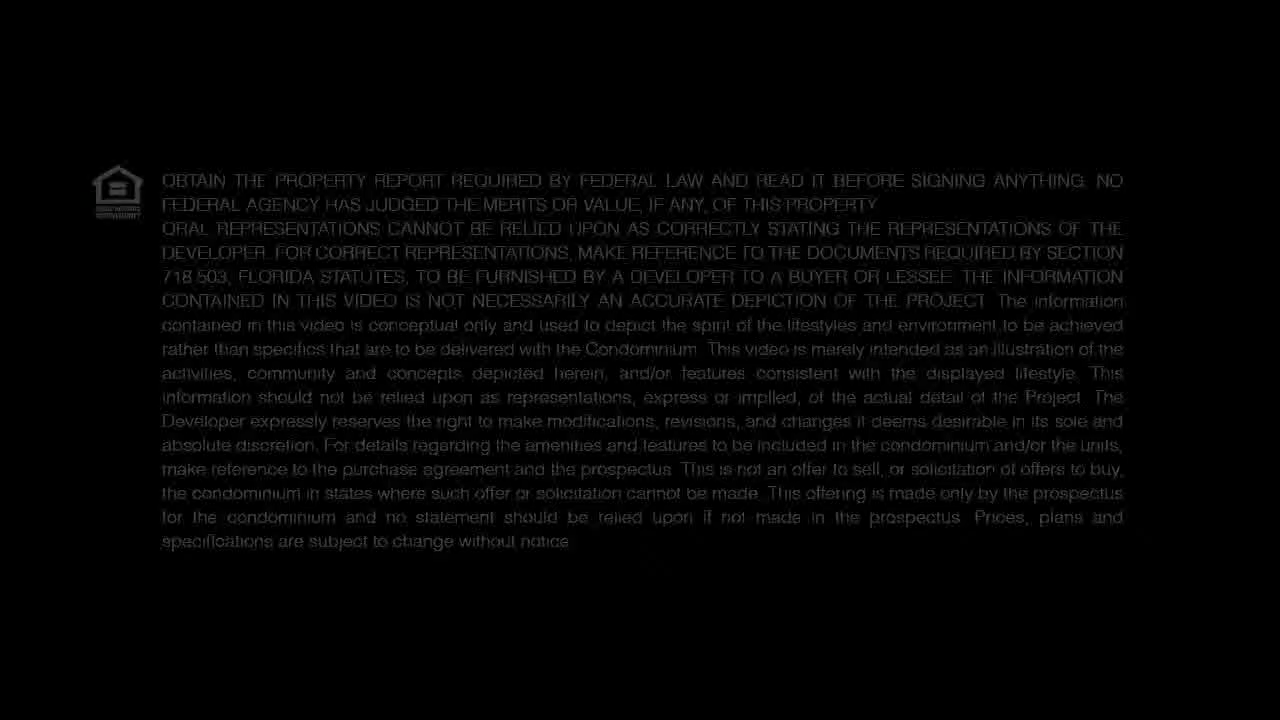 OBTAIN THE PROPERTY REPORT REQUIRED BY FEDERAL LAW AND READ IT BEFORE SIGNING ANYTHING. NO
FEDERAL AGENCY HAS JUDGED THE MERITS OR VALUE, IF ANY, OF THIS PROPERTY.
ORAL REPRESENTATIONS CANNOT BE RELIED UPON AS CORRECTLY STATING THE REPRESENTATIONS OF THE
DEVELOPER. FOR CORRECT REPRESENTATIONS, MAKE REFERENCE TO THE DOCUMENTS REQUIRED BY SECTION
718.503, FLORIDA STATUTES, TO BE FURNISHED BY A DEVELOPER TO A BUYER OR LESSEE. THE INFORMATION
CONTAINED IN THIS VIDEO IS NOT NECESSARILY AN ACCURATE DEPICTION OF THE PROJECT. The information
contained in this video is conceptual only and used to depict the spirit of the lifestyles and environment to be achieved
rather than specifics that are to be delivered with the Condominium. This video is merely intended as an illustration of the
activities, community and concepts depicted herein, and/or features consistent with the displayed lifestyle. This
information should not be relied upon as representations, express or implied, of the actual detail of the Project. The
Developer expressly reserves the right to make modifications, revisions, and changes it deems desirable in its sole and
absolute discretion. For details regarding the amenities and features to be included in the condominium and/or the units,
make reference to the purchase agreement and the prospectus. This is not an offer to sell, or solicitation of offers to buy,
the condominium in states where such offer or solicitation cannot be made. This offering is made only by the prospectus
for the condominium and no statement should be relied upon if not made in the prospectus. Prices, plans and
specifications are subject to change without notice.